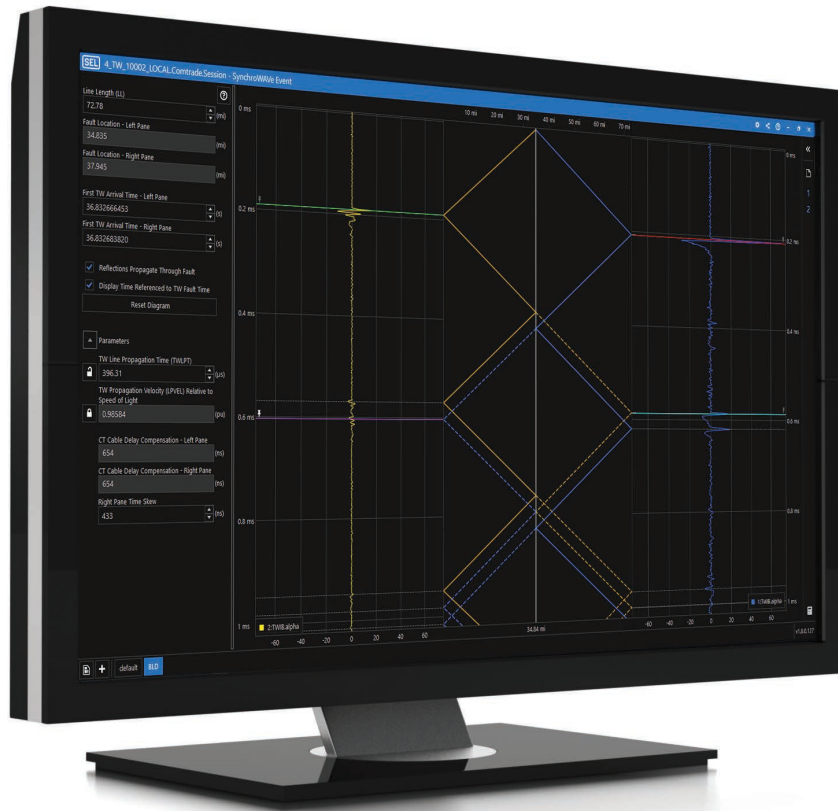 SEL 4_TW_10002_LOCAL.Comtrade.Session - SynchroWAVe Event
Line Length (LL)
72.78 (mi)
Fault Location - Left Pane
34.835 (mi)
Fault Location - Right Pane
37.945 (mi)
First TW Arrival Time - Left Pane
36.832666453 (s)
First TW Arrival Time - Right Pane
36.832683820 (s)
Reflections Propagate Through Fault
Display Time Referenced to TW Fault Time
Reset Diagram
Parameters
TW Line Propagation Time (TWLPT)
396.31 (μs)
TW Propagation Velocity (LPVEL) Relative to
Speed of Light
0.98584 (pu)
CT Cable Delay Compensation - Left Pane
654 (ns)
CT Cable Delay Compensation - Right Pane
654 (ns)
Right Pane Time Skew
433 (ns)
default BLD
0 ms
0.2 ms
0.4 ms
0.6 ms
0.8 ms
1 ms
2:TWIB.alpha
-60 -40 -20 0 20 40 60
10 mi 20 mi 30 mi 40 mi 50 mi 60 mi 70 mi
34.84 mi
0 ms
0.2 ms
0.4 ms
0.6 ms
0.8 ms
1 ms
1:TWIB.alpha
-60 -40 -20 0 20 40 60
1
2
v1.8.0.127